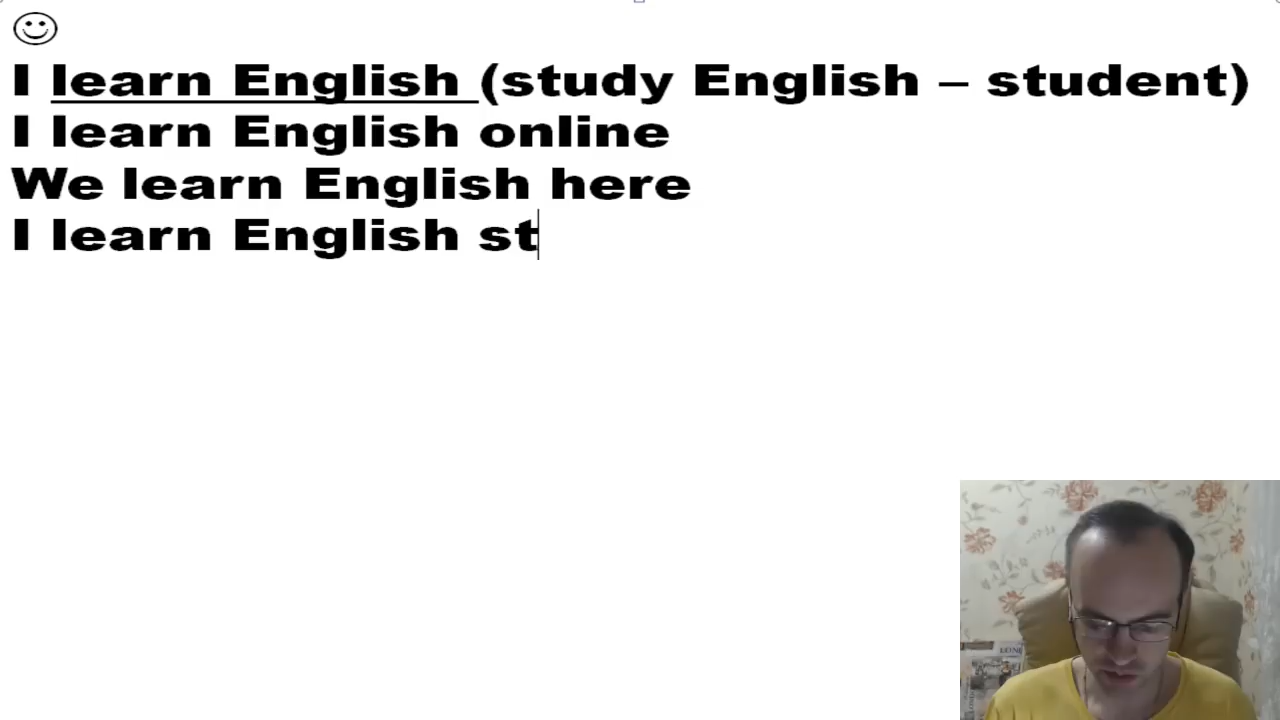 I learn English (study English – student)
I learn English online
We learn English here
I learn English st